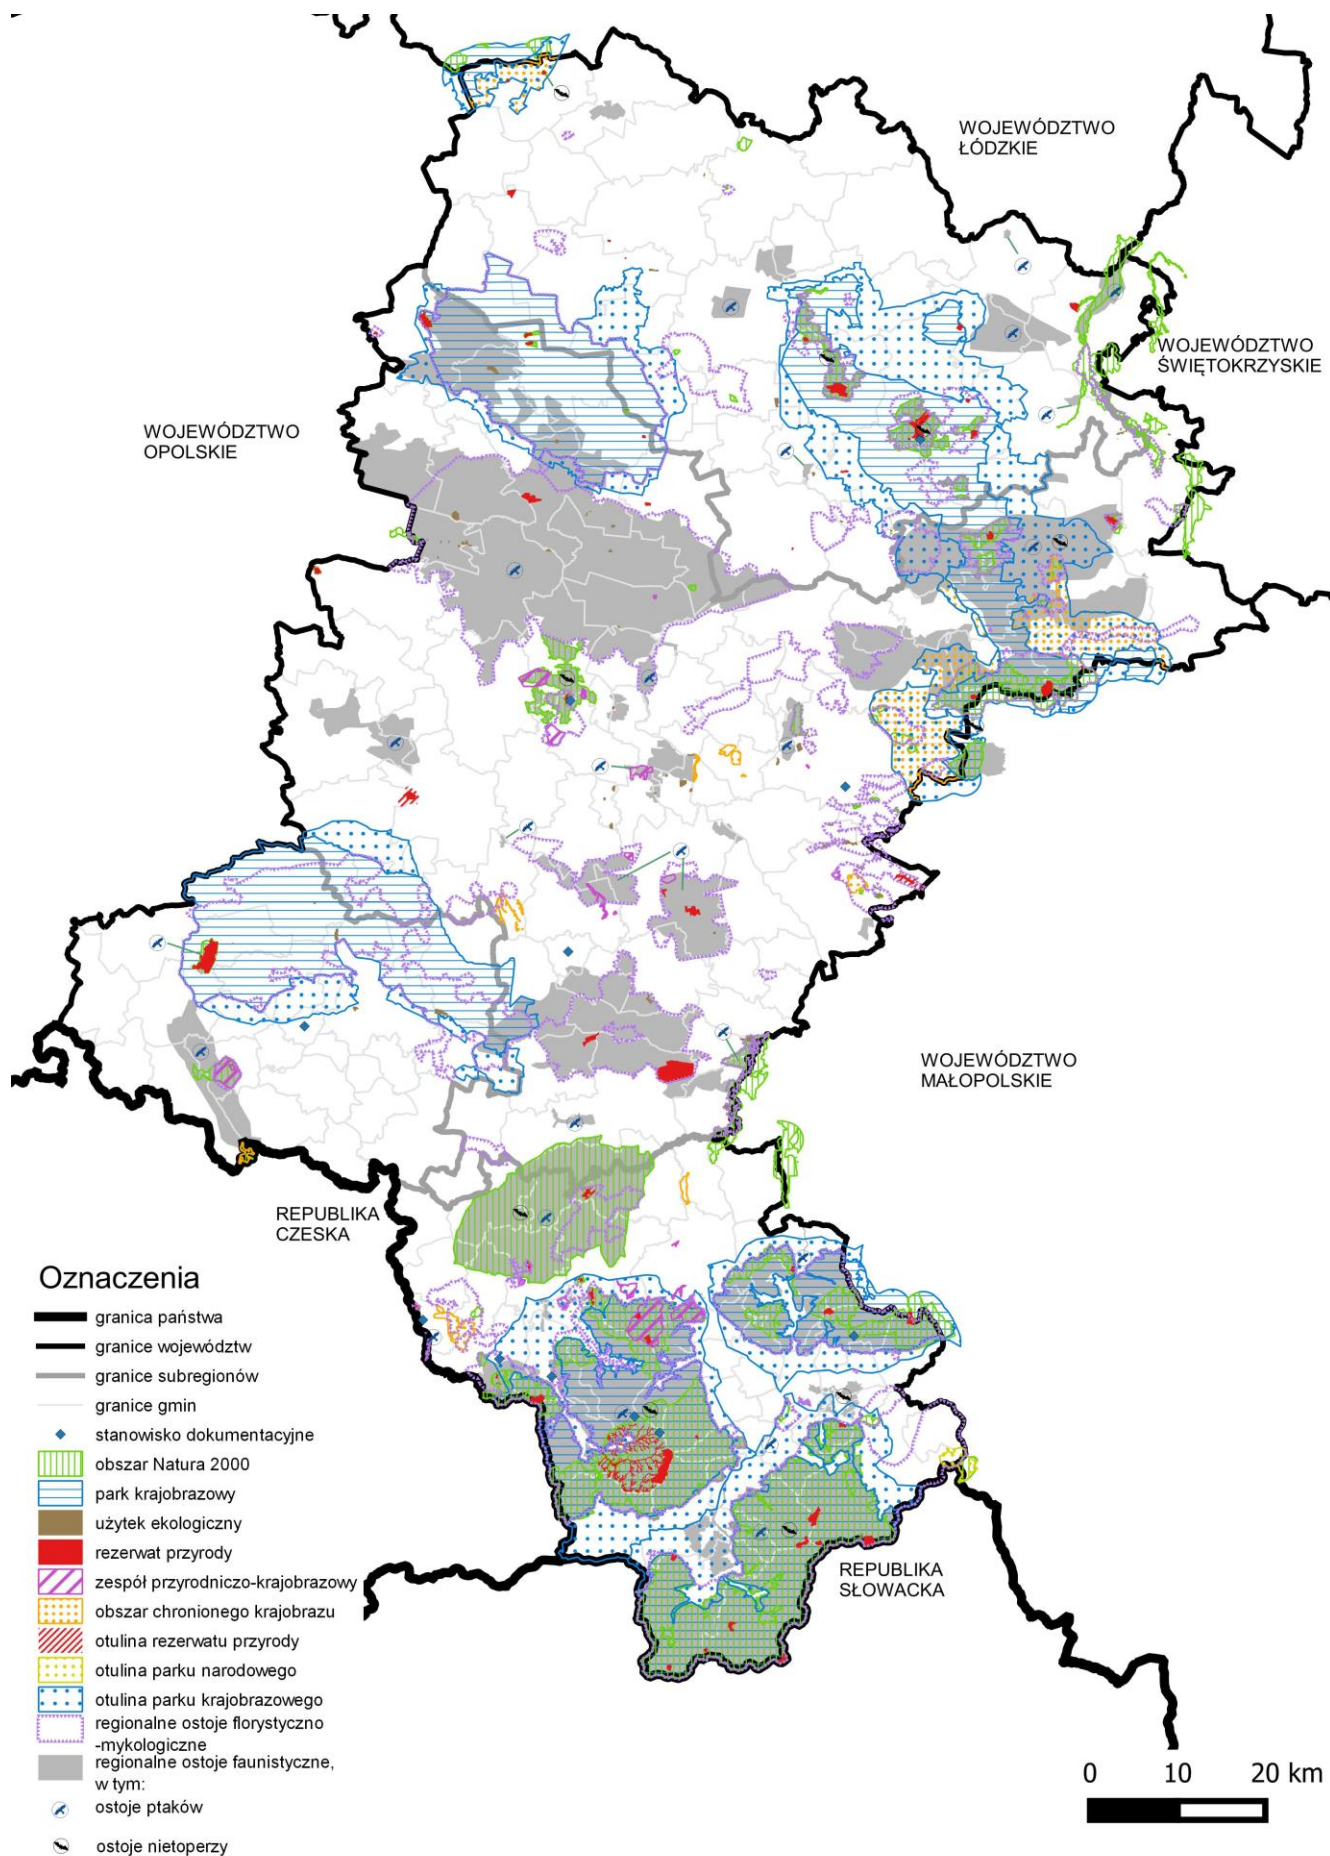 WOJEWÓDZTWO
ŁÓDZKIE
WOJEWÓDZTWO
ŚWIĘTOKRZYSKIE
WOJEWÓDZTWO
OPOLSKIE
WOJEWÓDZTWO
MAŁOPOLSKIE
REPUBLIKA
CZESKA
REPUBLIKA
SŁOWACKA
Oznaczenia
granica państwa
granice województw
granice subregionów
granice gmin
stanowisko dokumentacyjne
obszar Natura 2000
park krajobrazowy
użytek ekologiczny
rezerwat przyrody
zespół przyrodniczo-krajobrazowy
obszar chronionego krajobrazu
otulina rezerwatu przyrody
otulina parku narodowego
otulina parku krajobrazowego
regionalne ostoje florystyczno
-mykologiczne
regionalne ostoje faunistyczne,
w tym:
ostoje ptaków
ostoje nietoperzy
0 10 20 km